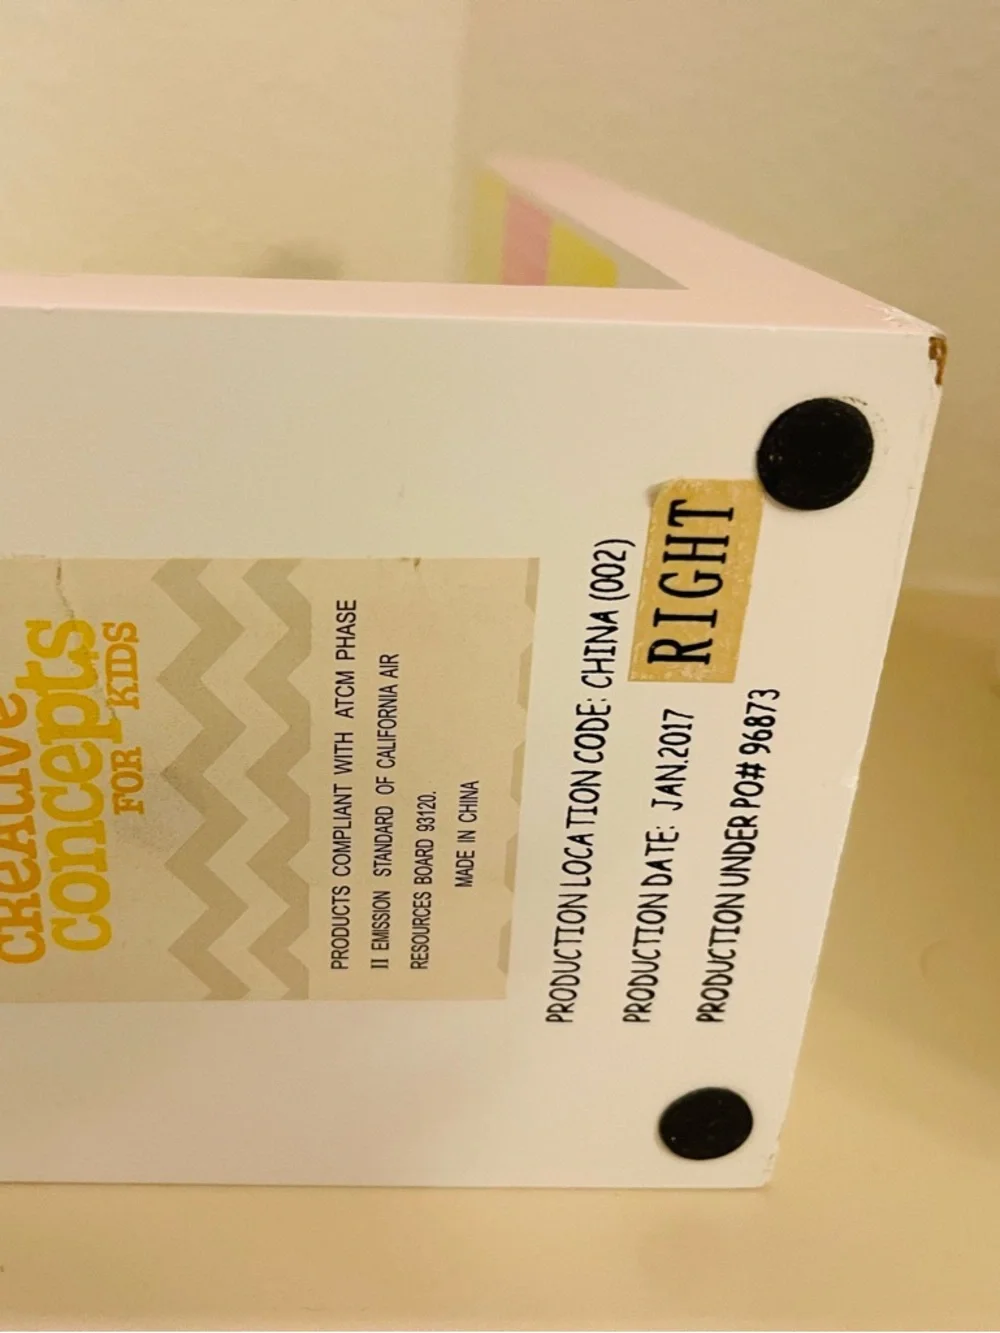 CREATIVE
concepts
FOR KIDS
PRODUCTS COMPLIANT WITH ATCM PHASE
II EMISSION STANDARD OF CALIFORNIA AIR
RESOURCES BOARD 93120.
MADE IN CHINA
PRODUCTION LOCATION CODE: CHINA (002)
PRODUCTION DATE: JAN.2017
RIGHT
PRODUCTION UNDER PO# 96873